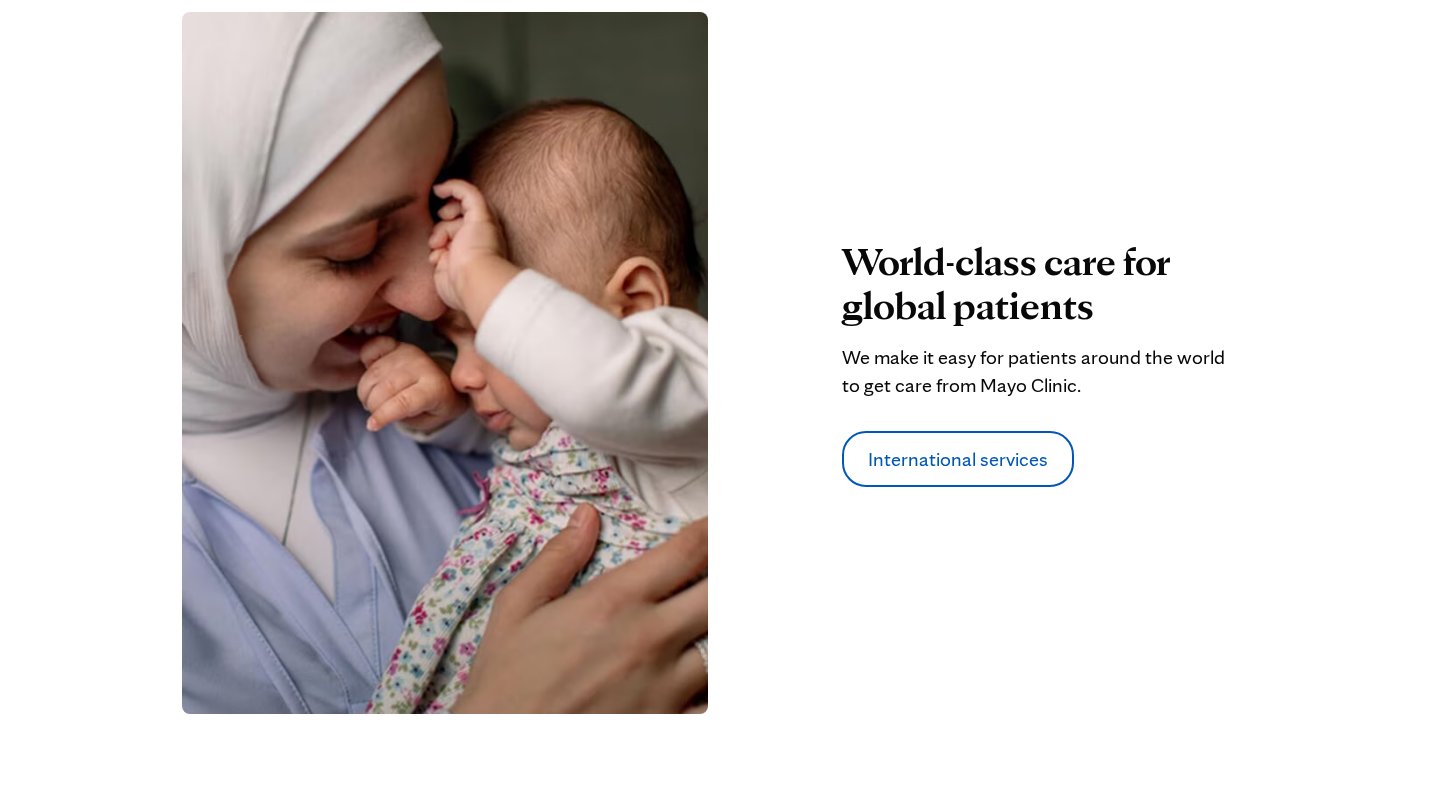 World-class care for
global patients
We make it easy for patients around the world
to get care from Mayo Clinic.
International services